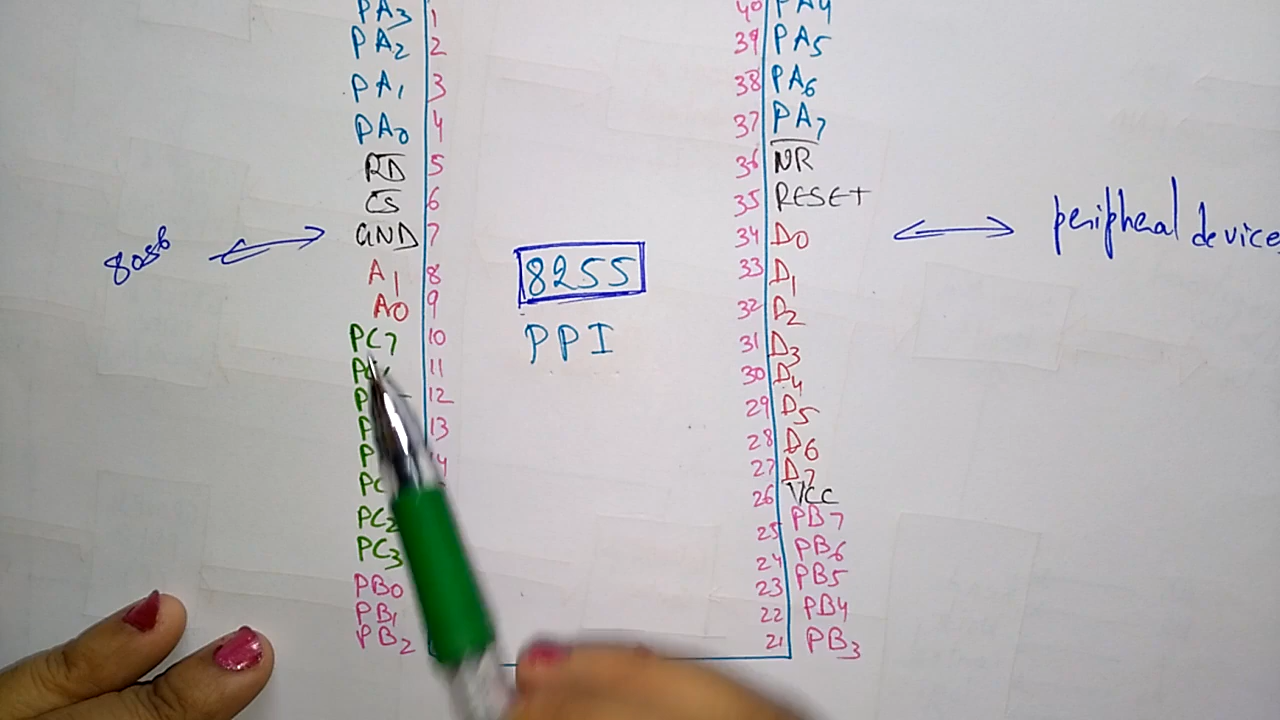 PA3 1
PA2 2
PA1 3
PA0 4
RD 5
CS 6
GND 7
A1 8
A0 9
PC7 10
11
12
13
PC2
PC3
PB0
PB1
PB2
8086
8255
PPI
40 PA4
39 PA5
38 PA6
37 PA7
36 WR
35 RESET
34 D0
33 D1
32 D2
31 D3
30 D4
29 D5
28 D6
27 D7
26 VCC
25 PB7
24 PB6
23 PB5
22 PB4
21 PB3
peripheral device